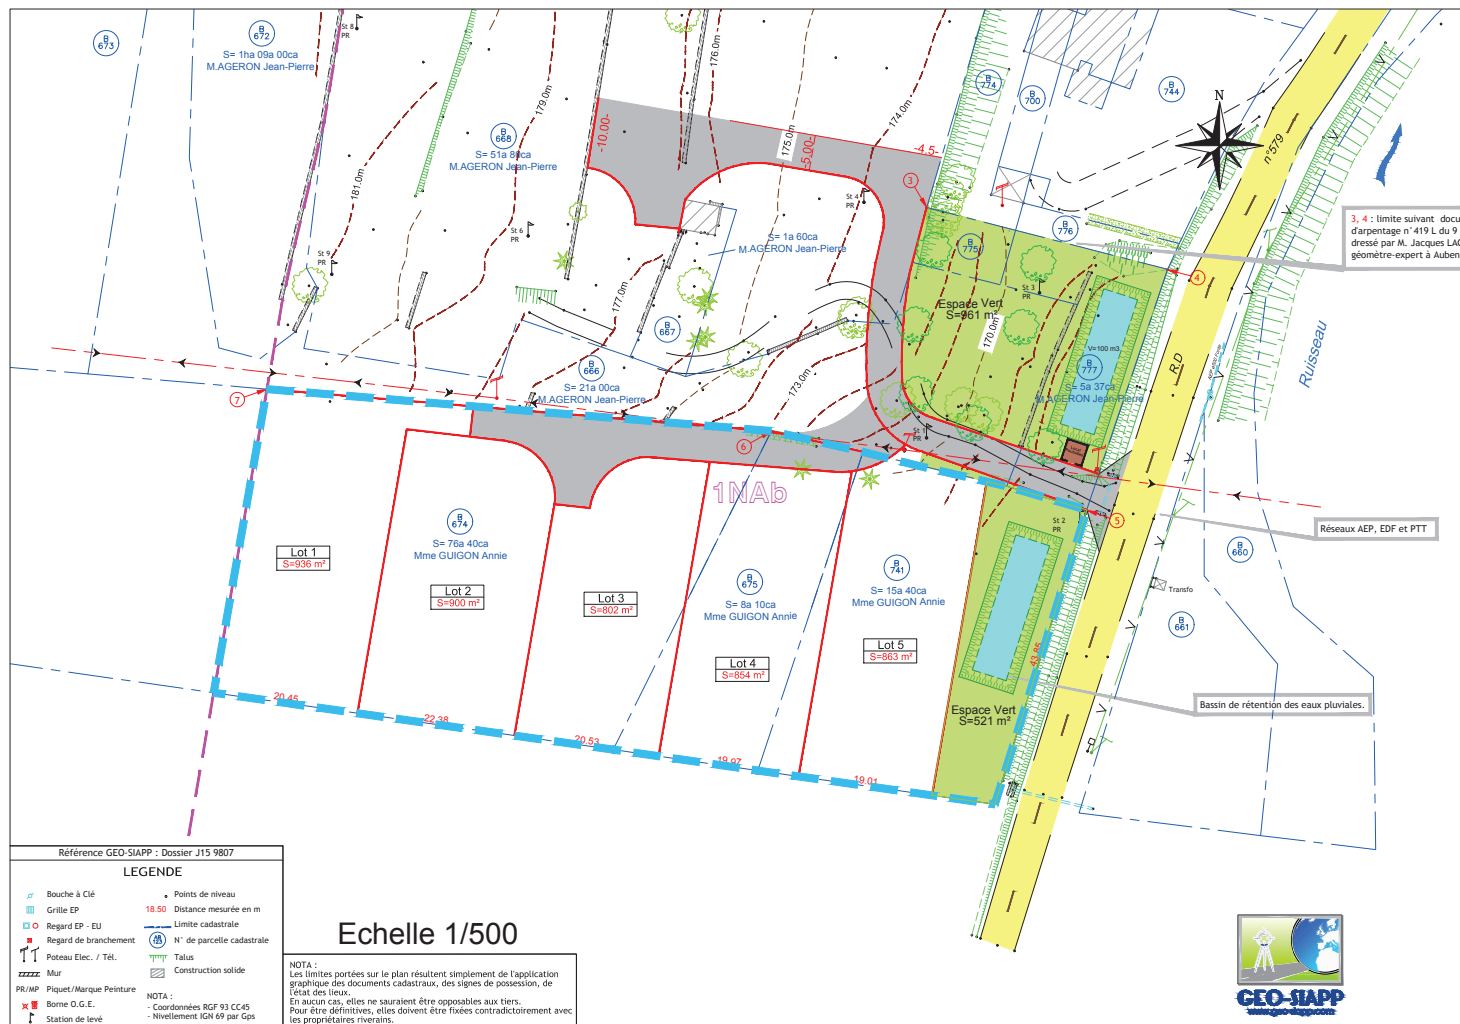 B 673
B 672
S= 1ha 09a 00ca
M.AGERON Jean-Pierre
St 8
PR
176.0m
179.0m
B 668
S= 51a 80ca
M.AGERON Jean-Pierre
-10.00-
175.0m
-5.00-
174.0m
-4.5-
B 774
B 700
B 744
N
n°579
181.0m
St 9
PR
St 6
PR
St 4
PR
3
S= 1a 60ca
M.AGERON Jean-Pierre
B 775
B 776
3, 4 : limite suivant docu
d'arpentage n°419 L du 9
dressé par M. Jacques LAC
géomètre-expert à Auben
4
177.0m
B 667
St 3
PR
Espace Vert
S=961 m²
170.0m
V=100 m3
B 777
S= 5a 37ca
M.AGERON Jean-Pierre
R.D
Ruisseau
B 666
S= 21a 00ca
M.AGERON Jean-Pierre
173.0m
7
6
St 1
PR
1NAb
5
St 2
PR
Réseaux AEP, EDF et PTT
B 660
Transfo
B 661
Lot 1
S=936 m²
B 674
S= 76a 40ca
Mme GUIGON Annie
Lot 2
S=900 m²
Lot 3
S=802 m²
B 675
S= 8a 10ca
Mme GUIGON Annie
Lot 4
S=854 m²
B 741
S= 15a 40ca
Mme GUIGON Annie
Lot 5
S=863 m²
43.85
Espace Vert
S=521 m²
Bassin de rétention des eaux pluviales.
20.45
22.38
20.53
19.97
19.01
Référence GEO-SIAPP : Dossier J15 9807
LEGENDE
Bouche à Clé
Grille EP
Regard EP - EU
Regard de branchement
Poteau Elec. / Tél.
Mur
PR/MP Piquet/Marque Peinture
Borne O.G.E.
Station de levé
Points de niveau
18.50 Distance mesurée en m
Limite cadastrale
AB 123 N° de parcelle cadastrale
Talus
Construction solide
NOTA :
- Coordonnées RGF 93 CC45
- Nivellement IGN 69 par Gps
Echelle 1/500
NOTA :
Les limites portées sur le plan résultent simplement de l'application
graphique des documents cadastraux, des signes de possession, de
l'état des lieux.
En aucun cas, elles ne sauraient être opposables aux tiers.
Pour être définitives, elles doivent être fixées contradictoirement avec
les propriétaires riverains.
GEO-SIAPP
www.geo-siapp.com